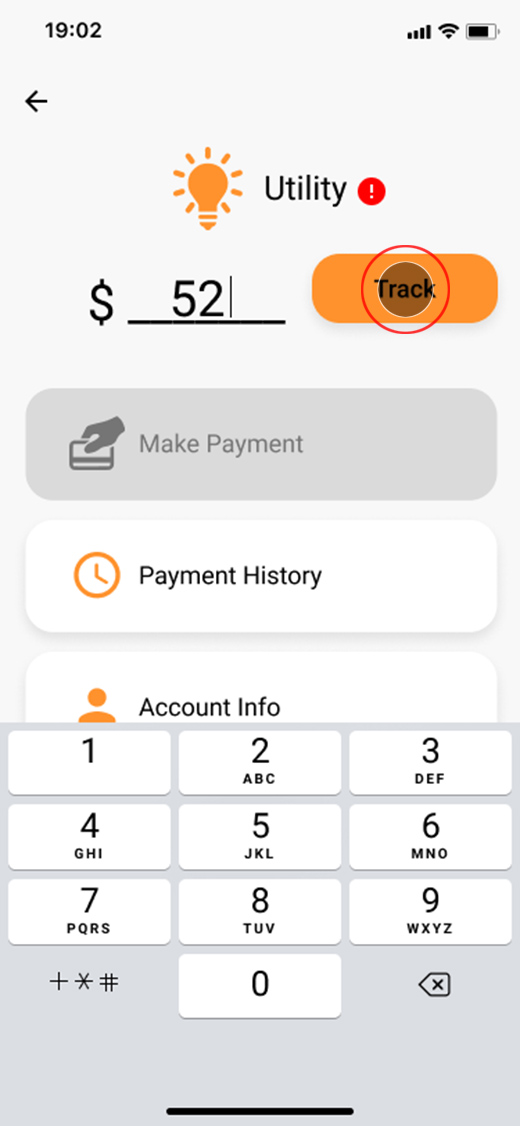 19:02
Utility
$ 52
Track
Make Payment
Payment History
Account Info
1
2
ABC
3
DEF
4
GHI
5
JKL
6
MNO
7
PQRS
8
TUV
9
WXYZ
+*#
0